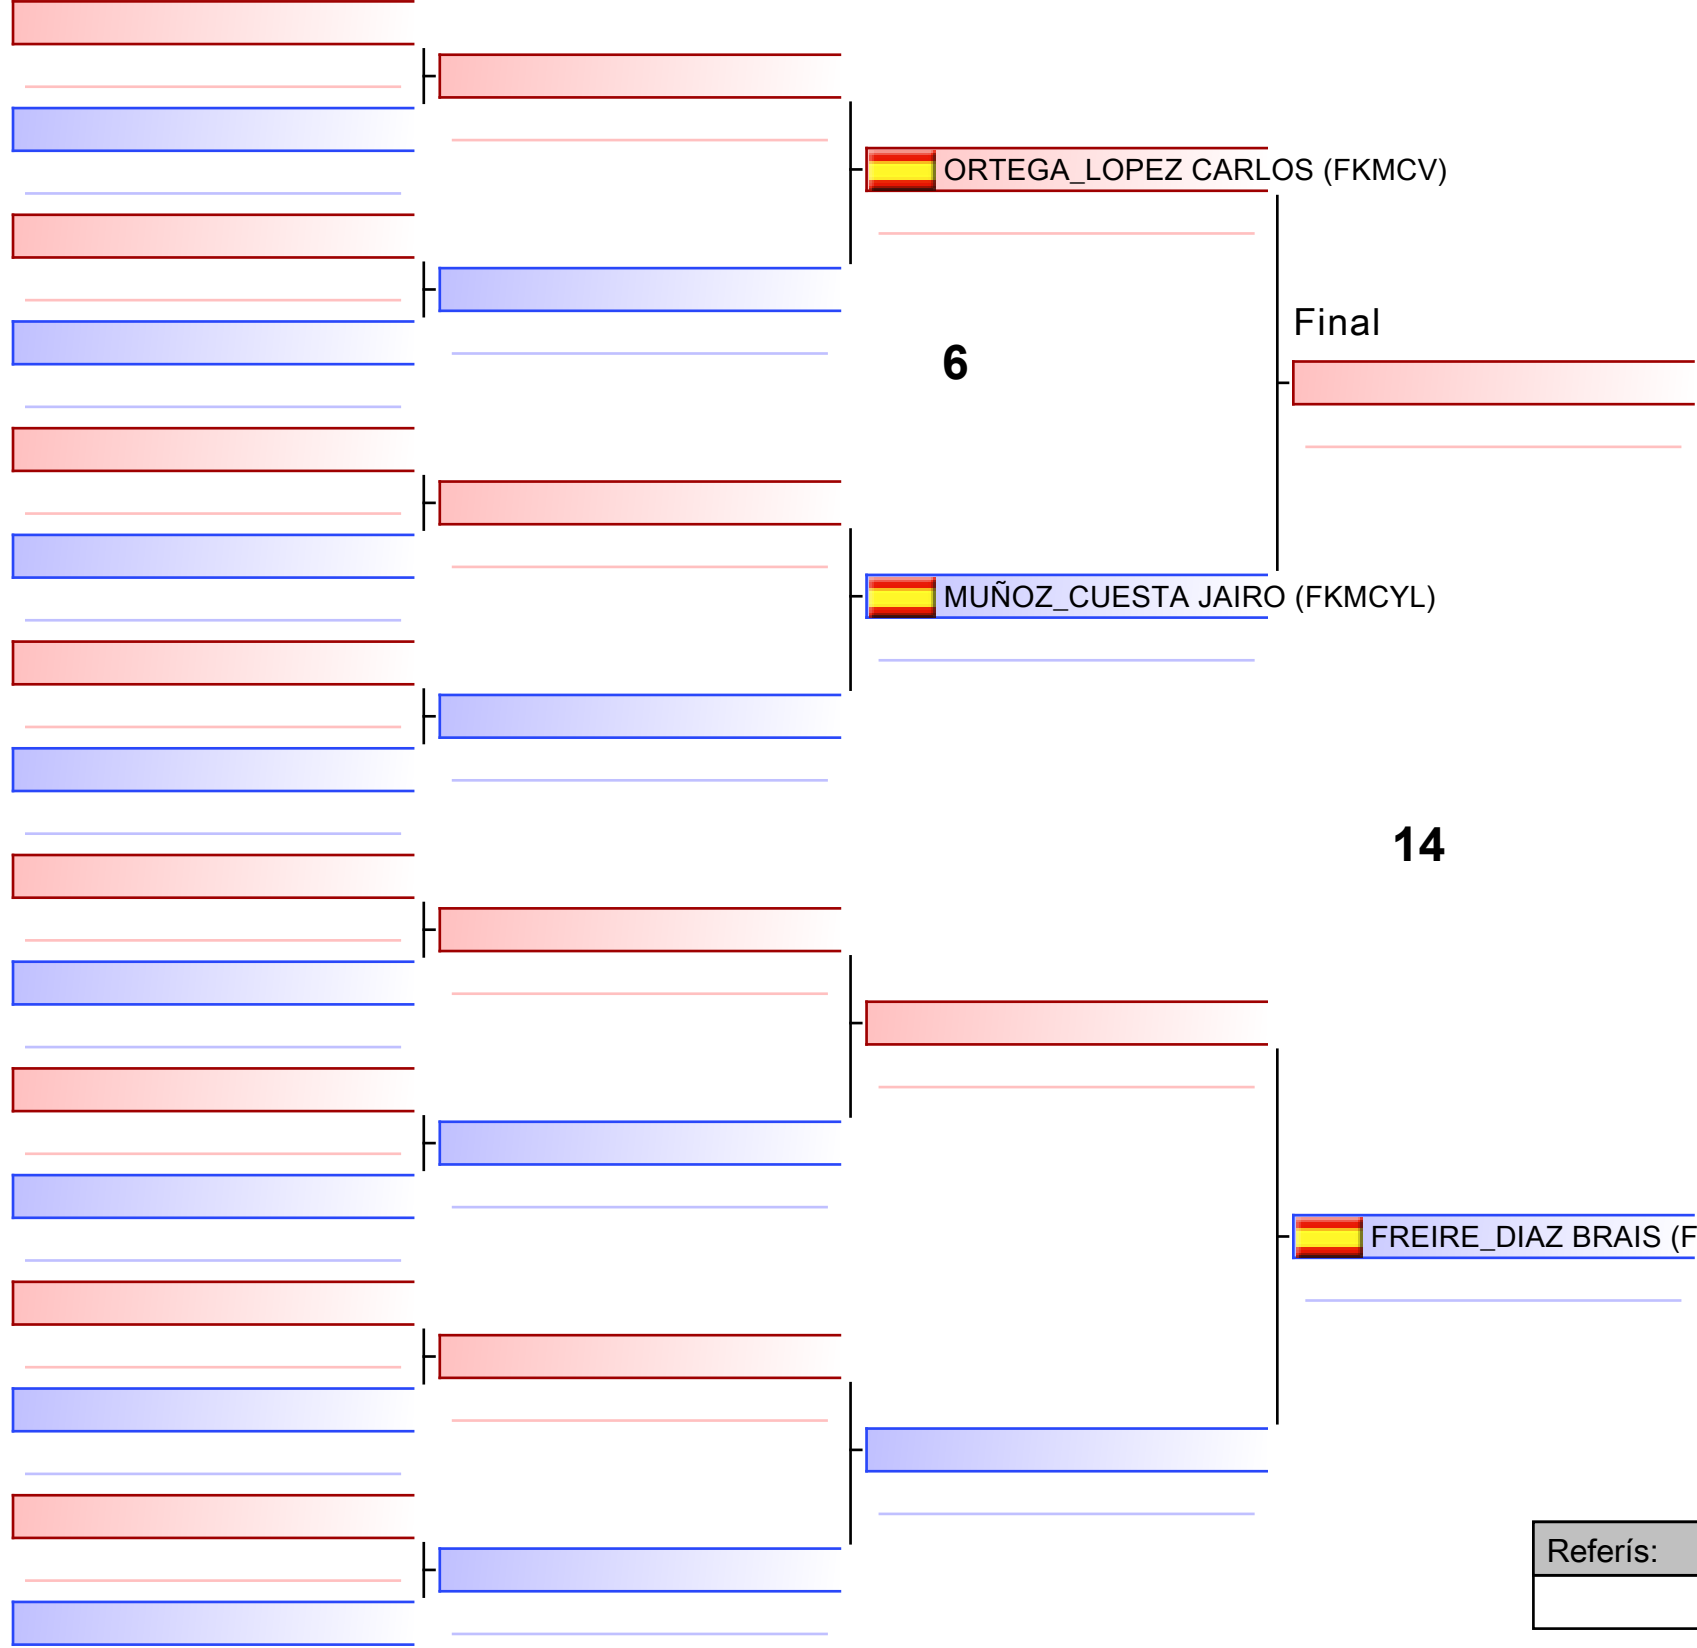 ORTEGA_LOPEZ CARLOS (FKMCV)
Final
6
MUÑOZ_CUESTA JAIRO (FKMCYL)
14
FREIRE_DIAZ BRAIS (F
Referís: